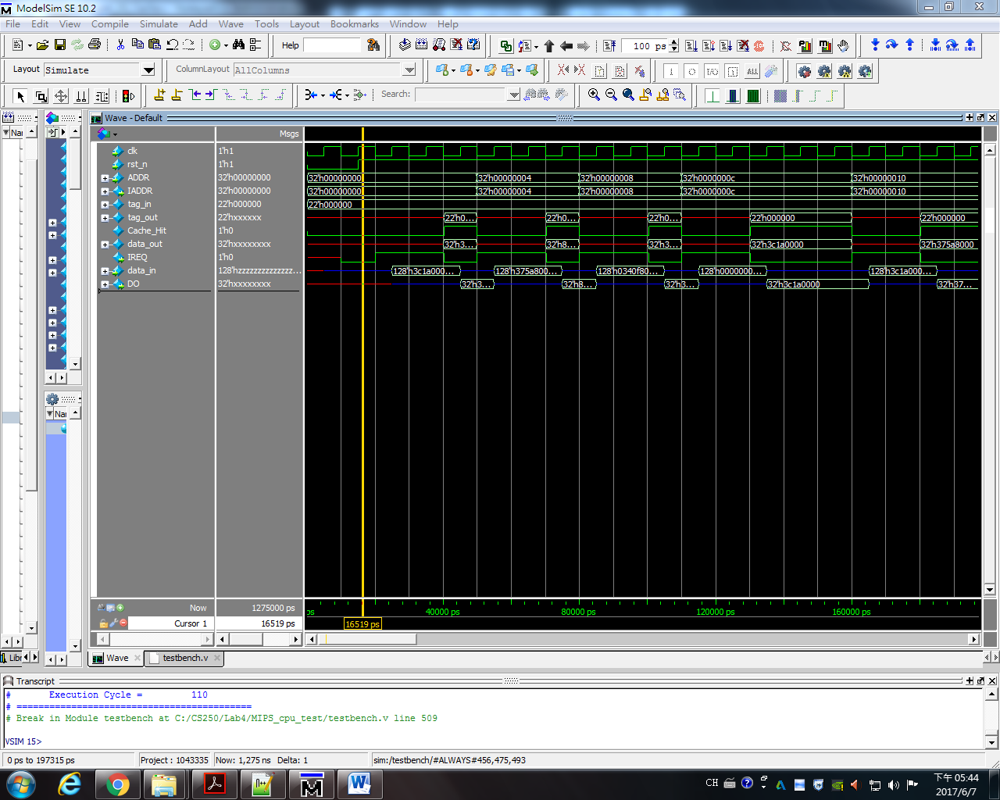 ModelSim SE 10.2
File Edit View Compile Simulate Add Wave Tools Layout Bookmarks Window Help
Help
100 ps
Layout Simulate
ColumnLayout AllColumns
Search:
Wave - Default
Msgs
clk 1'h1
rst_n 1'h1
ADDR 32'h00000000 32'h00000000 32'h00000004 32'h00000008 32'h0000000c 32'h00000010
IADDR 32'h00000000 32'h00000000 32'h00000004 32'h00000008 32'h0000000c 32'h00000010
tag_in 22'h000000 22'h000000
tag_out 22'hxxxxxx 22'h0... 22'h0... 22'h0... 22'h000000 22'h000000
Cache_Hit 1'h0
data_out 32'hxxxxxxxx 32'h3... 32'h8... 32'h3... 32'h3c1a0000 32'h375a8000
IREQ 1'h0
data_in 128'hzzzzzzzzzzzzzzz... 128'h3c1a000... 128'h375a800... 128'h0340f80... 128'h0000000... 128'h3c1a000...
DO 32'hxxxxxxxx 32'h3... 32'h8... 32'h3... 32'h3c1a0000 32'h37...
Now 1275000 ps
ps 40000 ps 80000 ps 120000 ps 160000 ps
Cursor 1 16519 ps
16519 ps
Wave testbench.v
Transcript
# Execution Cycle = 110
# ===========================================
# Break in Module testbench at C:/CS250/Lab4/MIPS_cpu_test/testbench.v line 509
VSIM 15>
0 ps to 197315 ps Project : 1043335 Now: 1,275 ns Delta: 1 sim:/testbench/#ALWAYS#456,475,493
CH
下午 05:44
2017/6/7